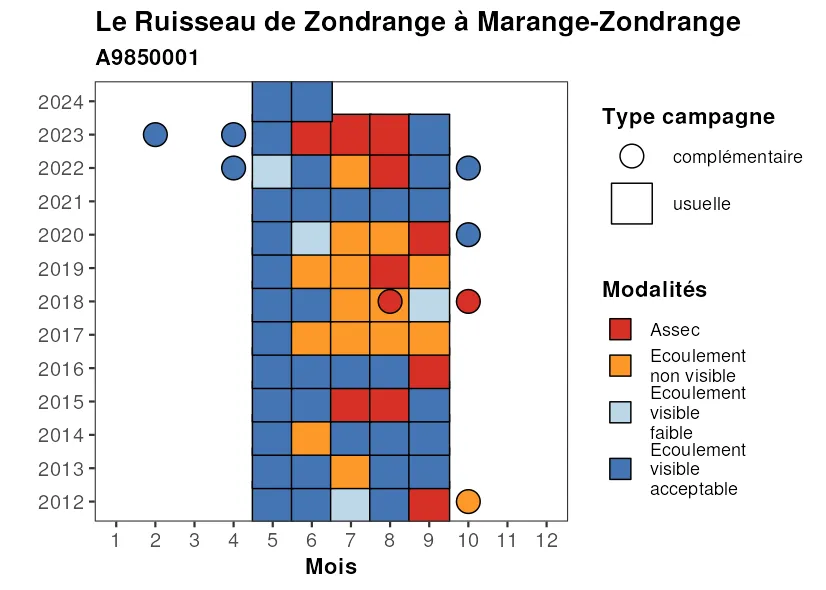 Le Ruisseau de Zondrange à Marange-Zondrange
A9850001
2024
2023
2022
2021
2020
2019
2018
2017
2016
2015
2014
2013
2012
1 2 3 4 5 6 7 8 9 10 11 12
Mois
Type campagne
complémentaire
usuelle
Modalités
Assec
Ecoulement
non visible
Ecoulement
visible
faible
Ecoulement
visible
acceptable